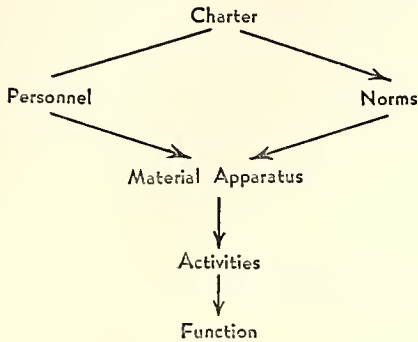 Charter
Personnel Norms
Material Apparatus
Activities
Function